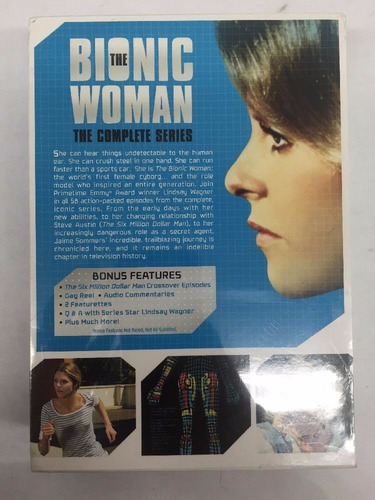 THE
BIONIC
WOMAN
THE COMPLETE SERIES
She can hear things undetectable to the human
ear. She can crush steel in one hand. She can run
faster than a sports car. She is The Bionic Woman:
the world's first female cyborg... and the role
model who inspired an entire generation. Join
Primetime Emmy® Award winner Lindsay Wagner
in all 58 action-packed episodes from the complete,
iconic series. From the early days with her
new abilities, to her changing relationship with
Steve Austin (The Six Million Dollar Man), to her
increasingly dangerous role as a secret agent,
Jaime Sommers' incredible, trailblazing journey is
chronicled here, and it remains an indelible
chapter in television history.
BONUS FEATURES
• The Six Million Dollar Man Crossover Episodes
• Gag Reel • Audio Commentaries
• 2 Featurettes
• Q & A with Series Star Lindsay Wagner
• Plus Much More!
Bonus Features Not Rated, Not All Subtitled.